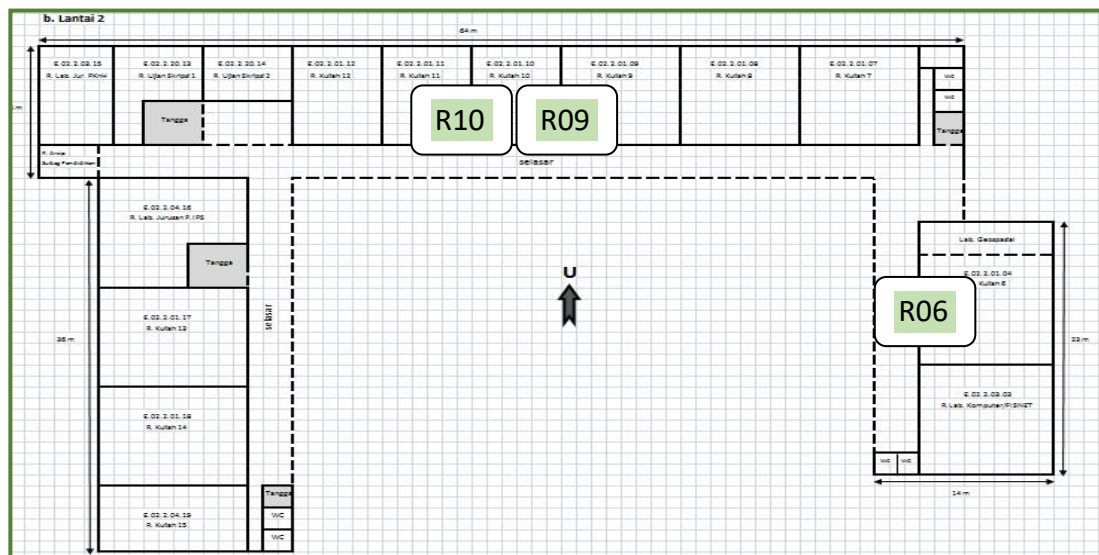 b. Lantai 2
64 m
E.02.2.03.15
R. Lab. Jur. PKnH
E.02.2.20.13
R. Ujian Skripsi 1
E.02.2.20.14
R. Ujian Skripsi 2
E.02.2.01.12
R. Kuliah 12
E.02.2.01.11
R. Kuliah 11
E.02.2.01.10
R. Kuliah 10
E.02.2.01.09
R. Kuliah 9
E.02.2.01.08
R. Kuliah 8
E.02.2.01.07
R. Kuliah 7
WC
WC
Tangga
Tangga
R10
R09
R. Arsip
Subag Pendidikan
selasar
E.02.2.04.16
R. Lab. Jurusan P. IPS
Tangga
Lab. Geospasial
U
E.02.2.01.04
Kuliah 6
R06
E.02.2.01.17
R. Kuliah 13
selasar
36 m
23 m
E.02.2.03.03
R. Lab. Komputer/FISNET
E.02.2.01.18
R. Kuliah 14
WC
WC
14 m
Tangga
WC
WC
E.02.2.04.19
R. Kuliah 15